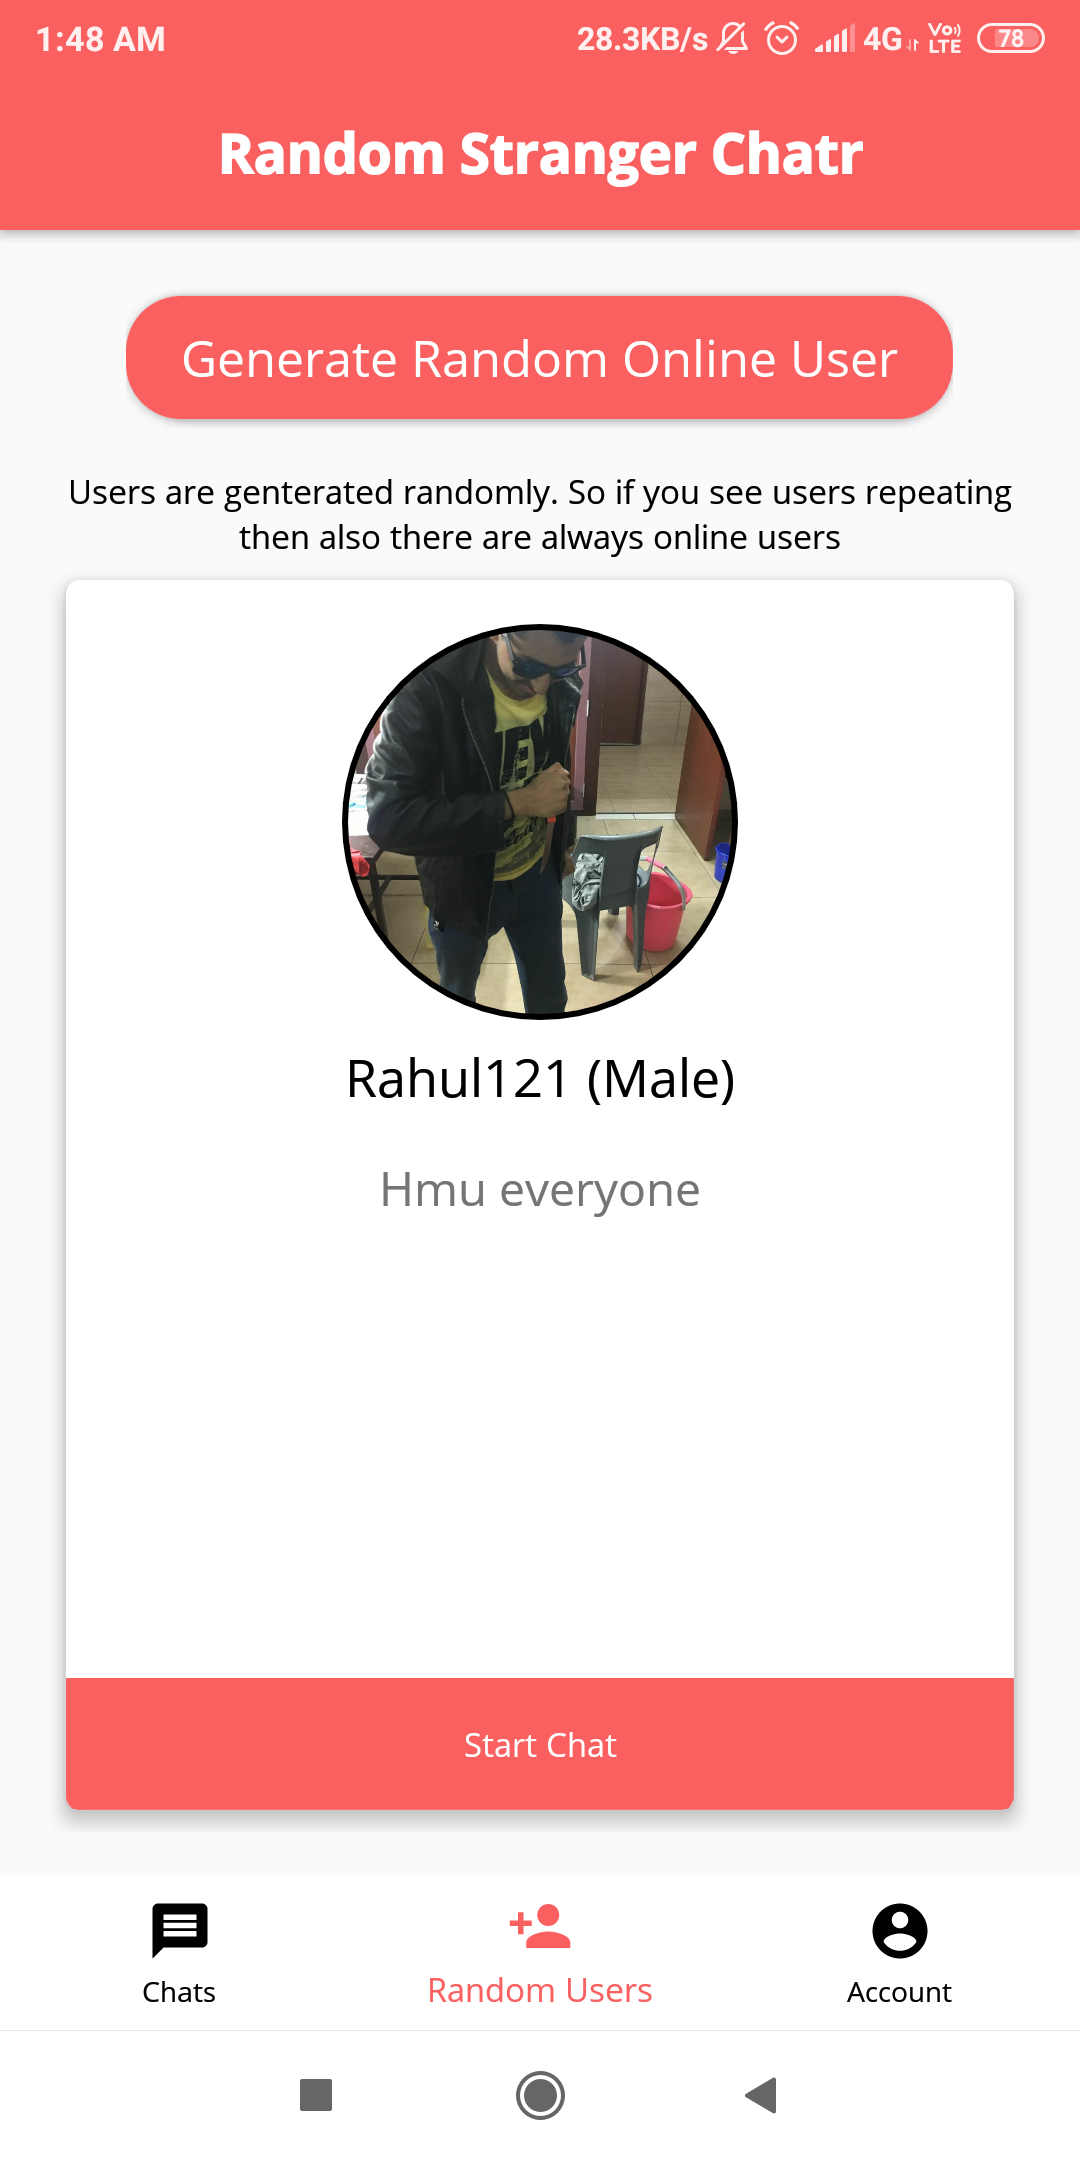 1:48 AM 28.3KB/s 4G Vo LTE 78
Random Stranger Chatr
Generate Random Online User
Users are genterated randomly. So if you see users repeating
then also there are always online users
Rahul121 (Male)
Hmu everyone
Start Chat
Chats Random Users Account